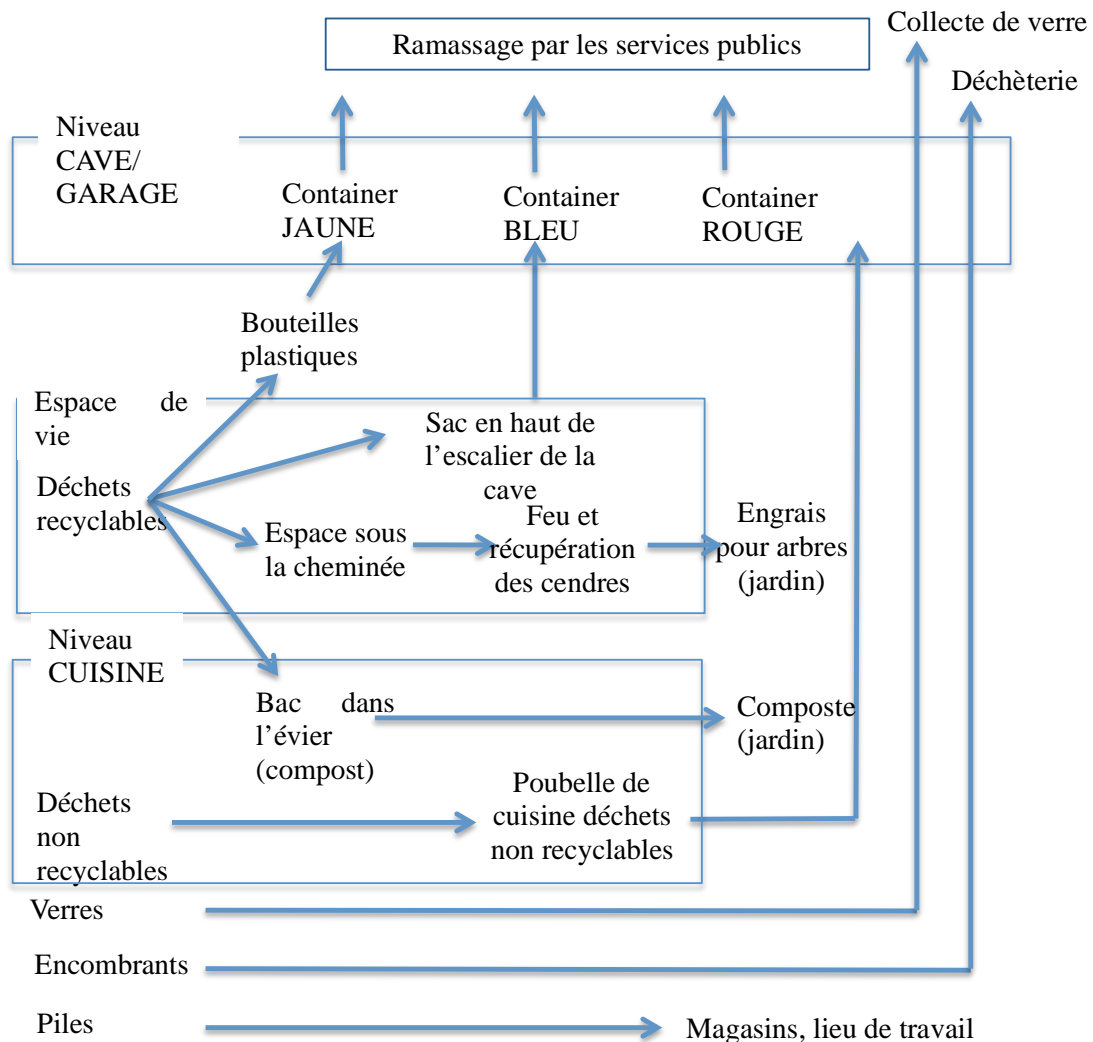 Collecte de verre
Ramassage par les services publics
Déchèterie
Niveau
CAVE/
GARAGE
Container
JAUNE
Container
BLEU
Container
ROUGE
Bouteilles
plastiques
Espace de
vie
Sac en haut de
l'escalier de la
cave
Déchets
recyclables
Espace sous
la cheminée
Feu et
récupération
des cendres
Engrais
pour arbres
(jardin)
Niveau
CUISINE
Bac dans
l'évier
(compost)
Composte
(jardin)
Déchets
non
recyclables
Poubelle de
cuisine déchets
non recyclables
Verres
Encombrants
Piles
Magasins, lieu de travail